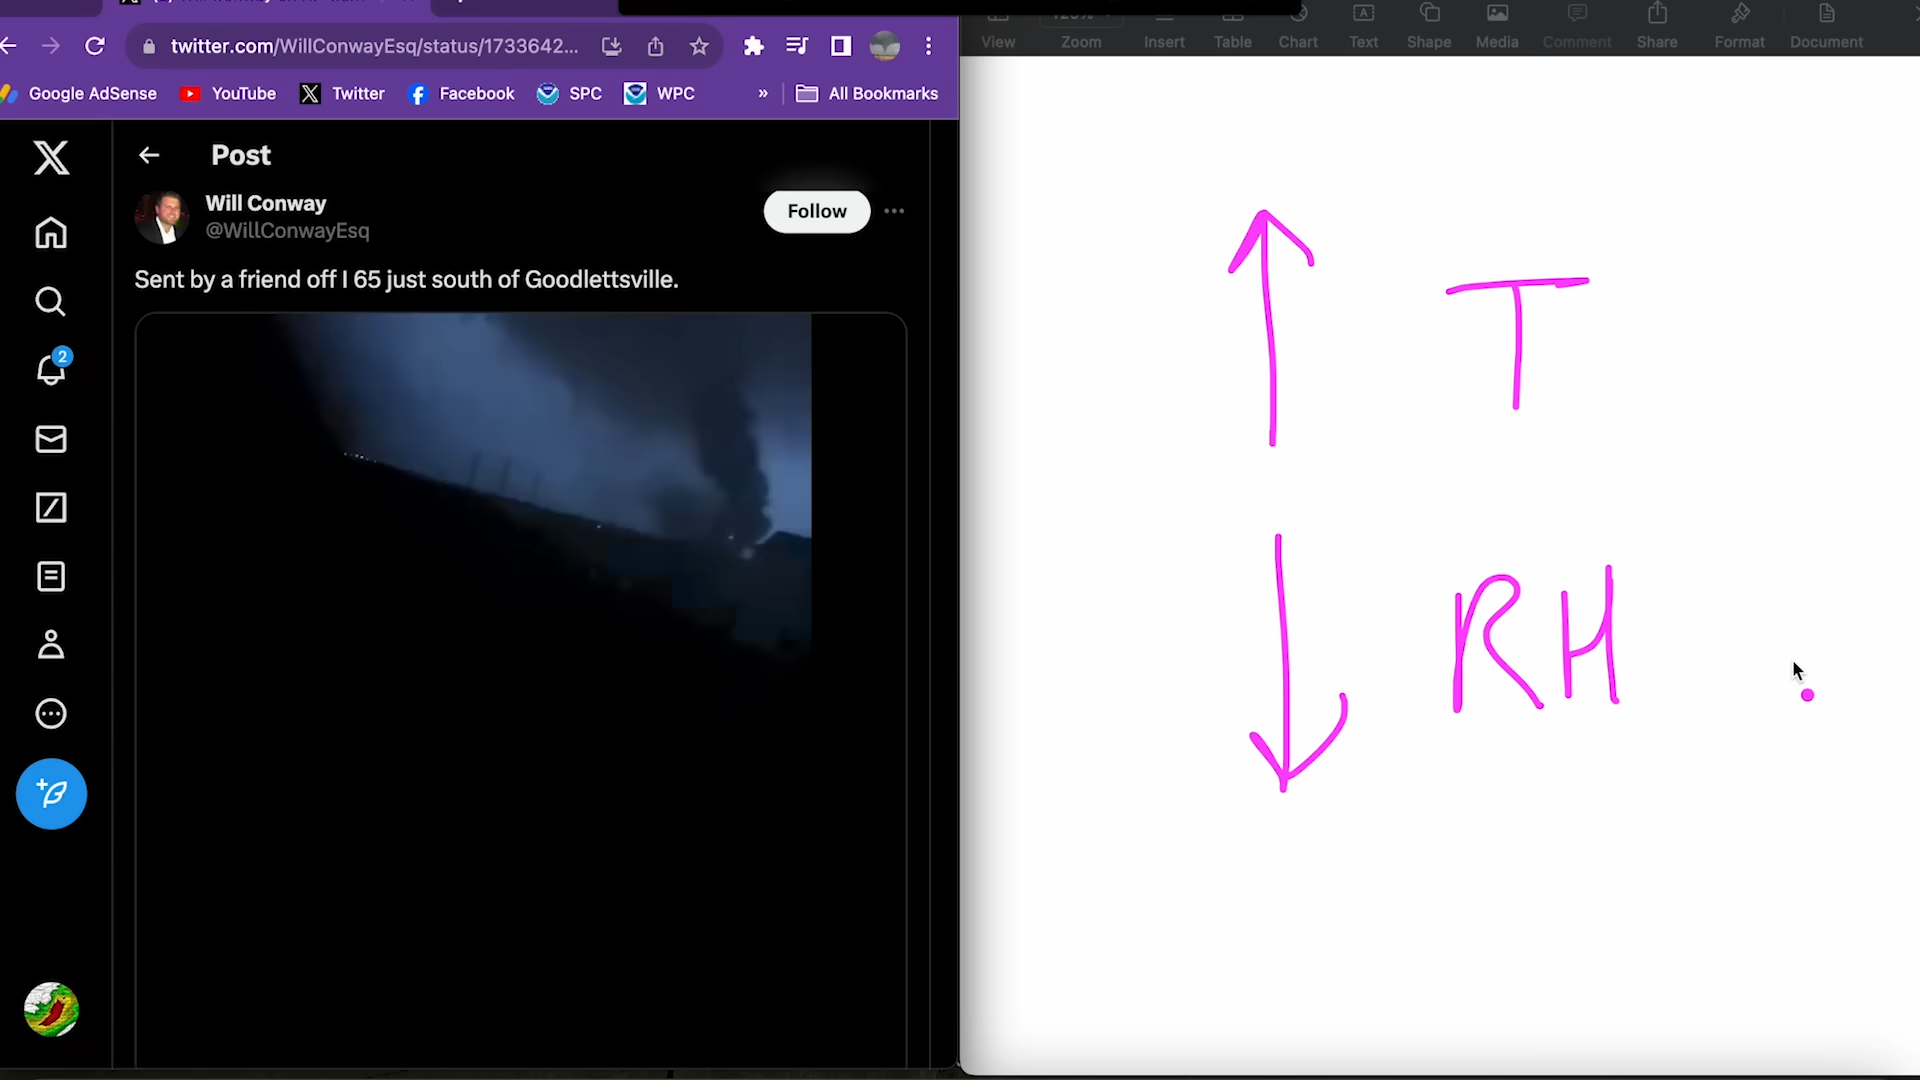 twitter.com/WillConwayEsq/status/1733642...
View
Zoom
Insert
Table
Chart
Text
Shape
Media
Comment
Share
Format
Document
Google AdSense
YouTube
Twitter
Facebook
SPC
WPC
»
All Bookmarks
Post
Will Conway
@WillConwayEsq
Follow
Sent by a friend off I 65 just south of Goodlettsville.
2
T
RH